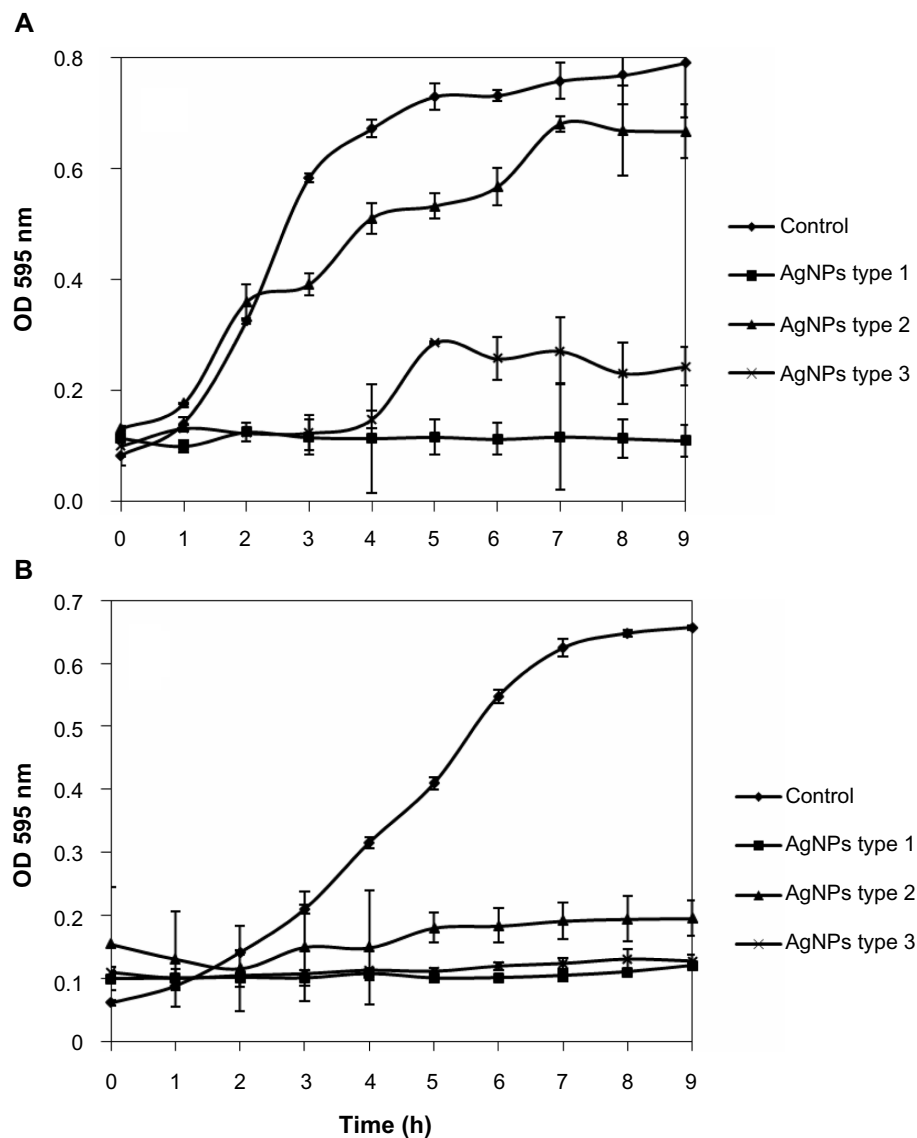 A
0.8
0.6
0.4
0.2
0.0
OD 595 nm
0 1 2 3 4 5 6 7 8 9
Control
AgNPs type 1
AgNPs type 2
AgNPs type 3
B
0.7
0.6
0.5
0.4
0.3
0.2
0.1
0
OD 595 nm
0 1 2 3 4 5 6 7 8 9
Time (h)
Control
AgNPs type 1
AgNPs type 2
AgNPs type 3